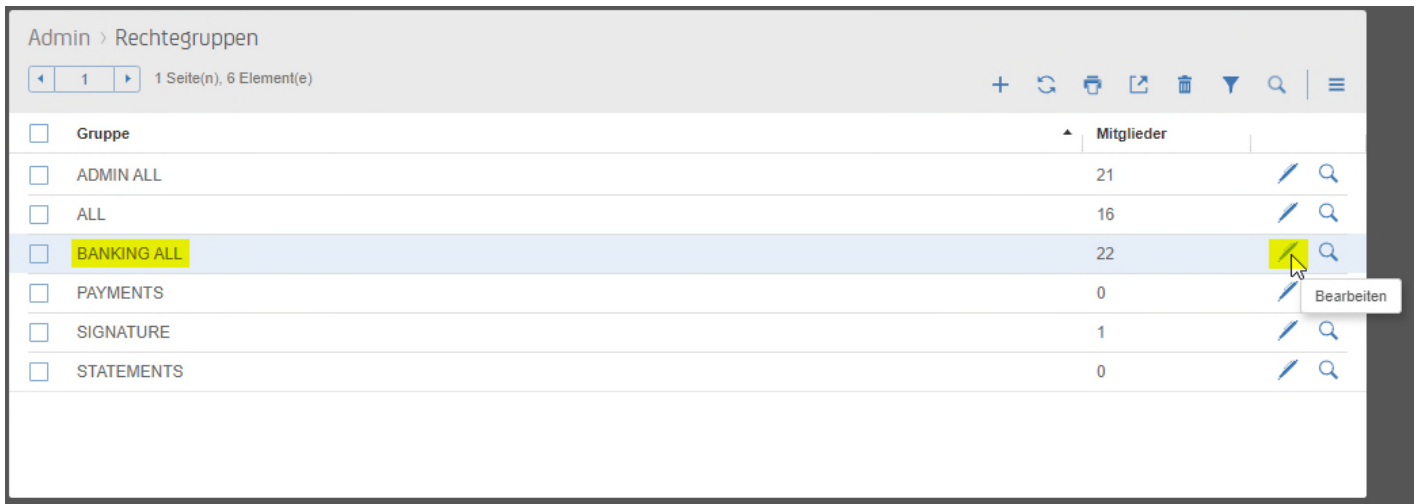 Admin › Rechtegruppen
1 1 Seite(n), 6 Element(e)
Gruppe Mitglieder
ADMIN ALL 21
ALL 16
BANKING ALL 22
PAYMENTS 0
Bearbeiten
SIGNATURE 1
STATEMENTS 0